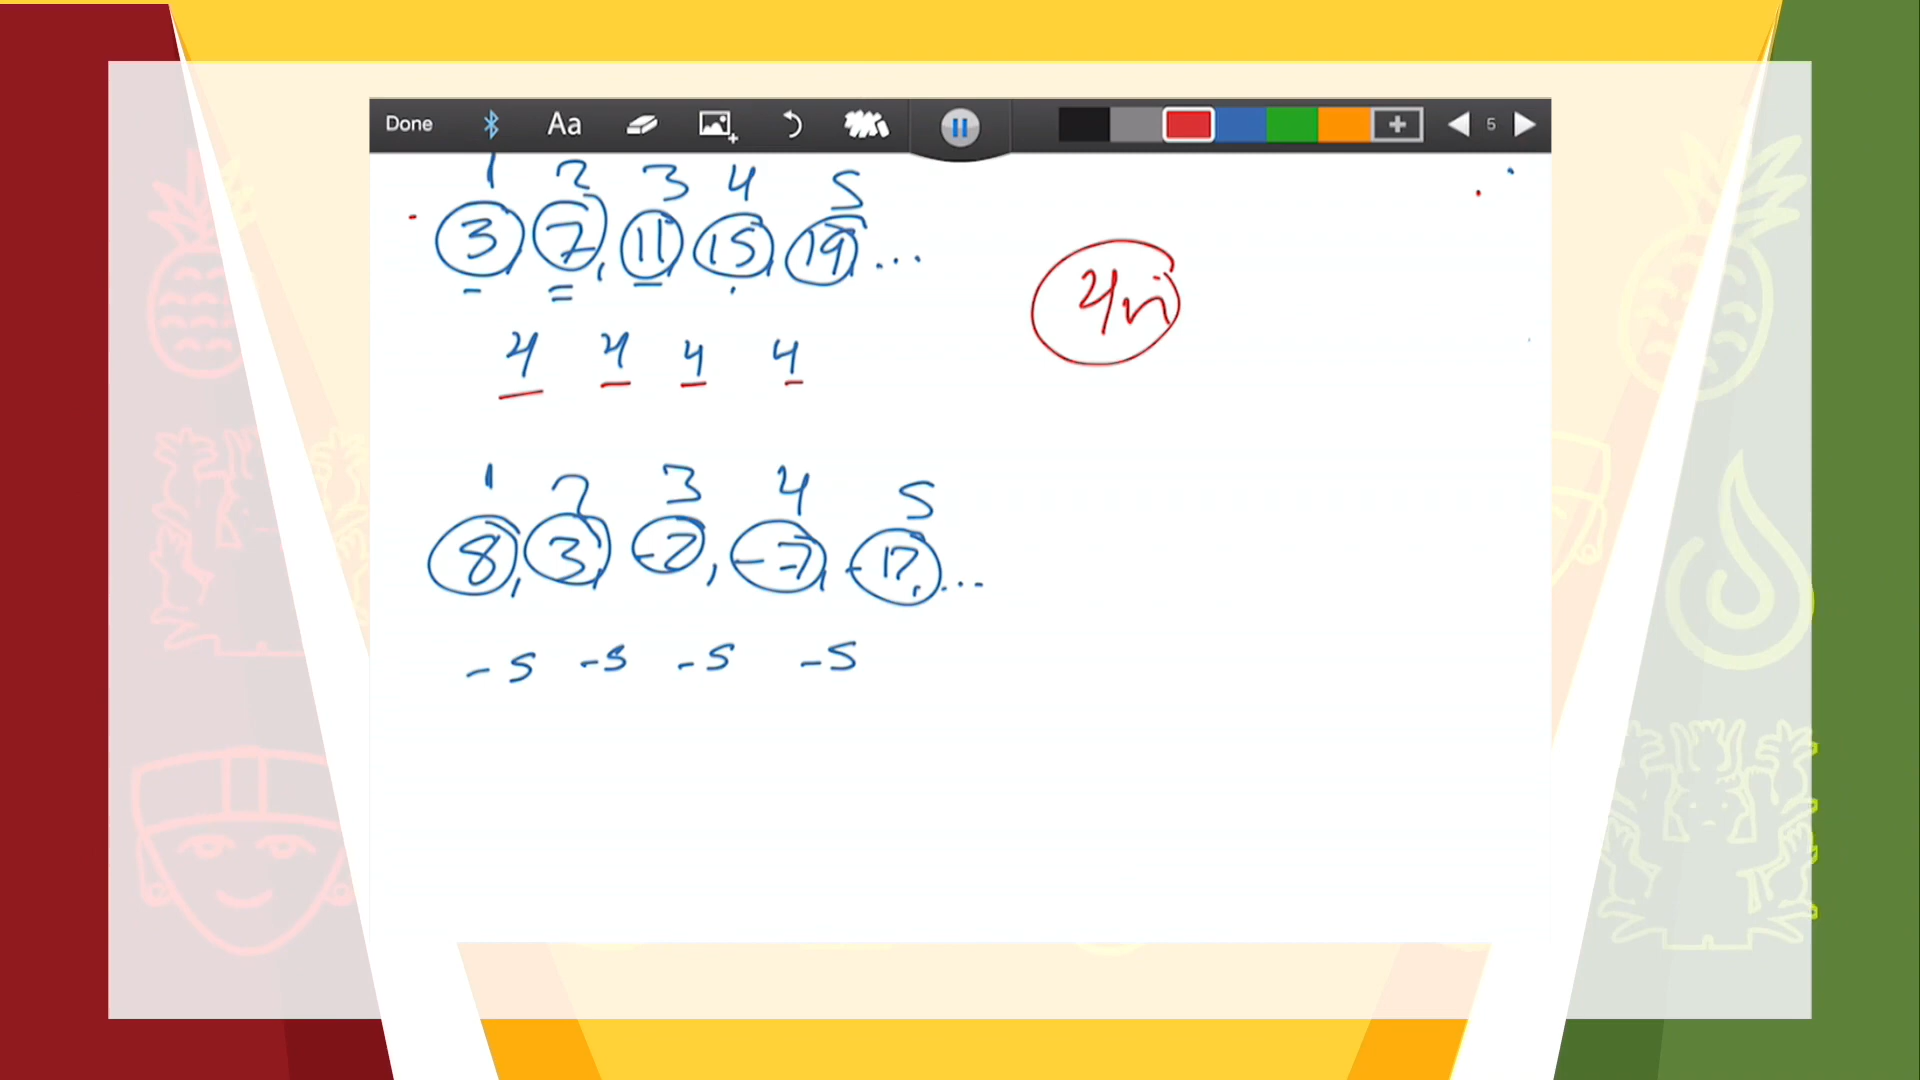 Done Aa 5
1 2 3 4 5
3, 7, 11, 15, 19, ...
4n
4 4 4 4
1 2 3 4 5
8, 3, -2, -7, -17, ...
-5 -5 -5 -5